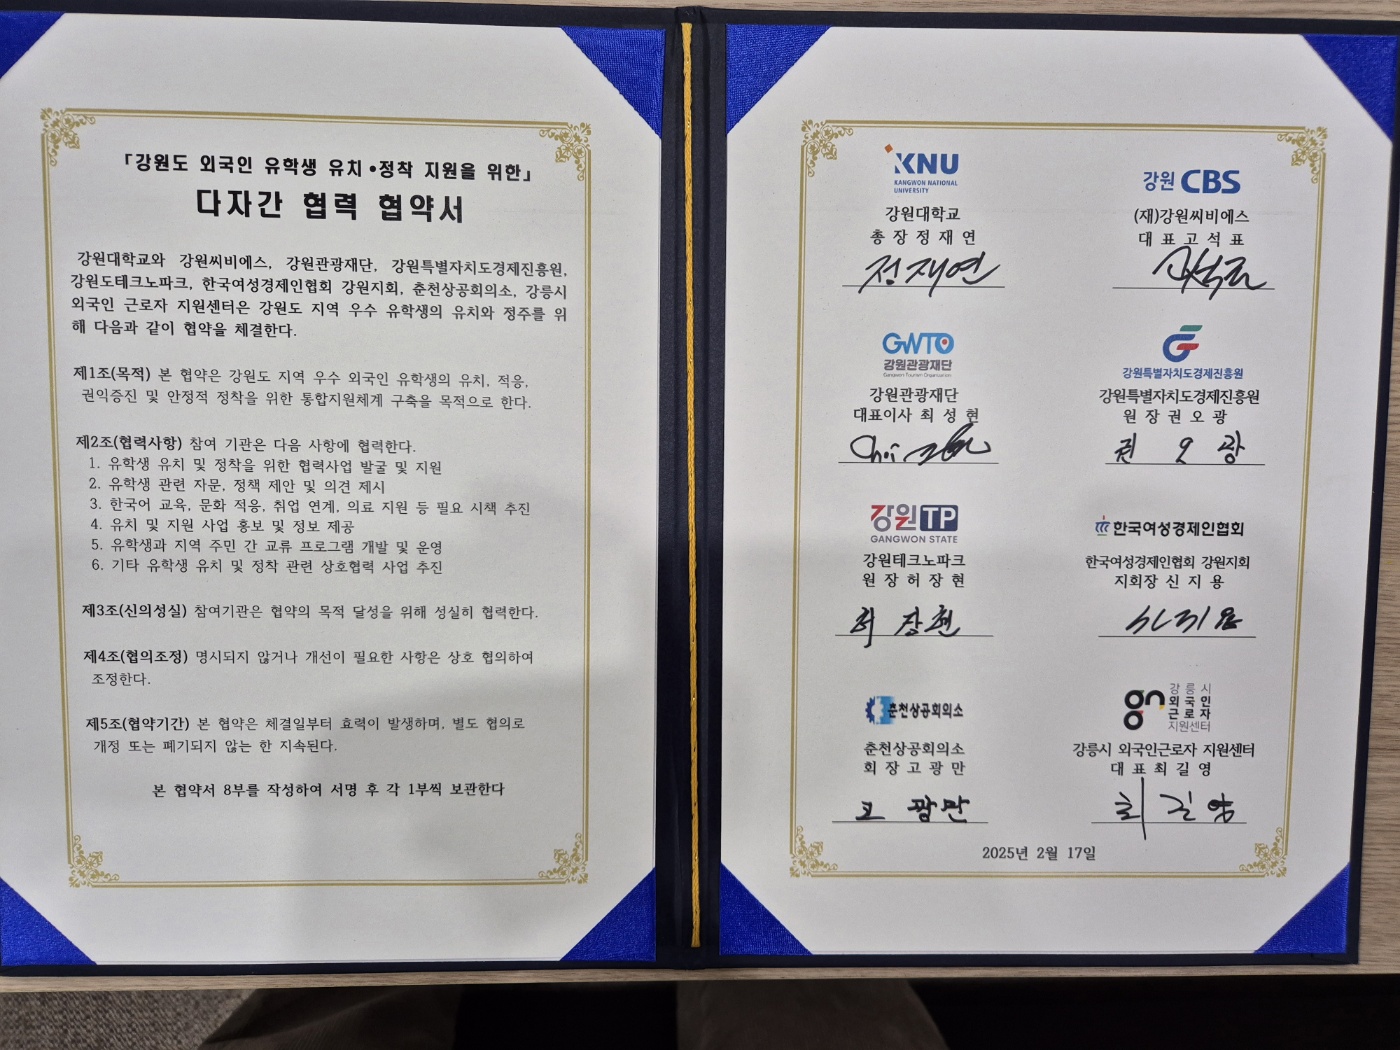 「강원도 외국인 유학생 유치•정착 지원을 위한」
다자간 협력 협약서
강원대학교와 강원씨비에스, 강원관광재단, 강원특별자치도경제진흥원,
강원도테크노파크, 한국여성경제인협회 강원지회, 춘천상공회의소, 강릉시
외국인 근로자 지원센터은 강원도 지역 우수 유학생의 유치와 정주를 위
해 다음과 같이 협약을 체결한다.
제1조(목적) 본 협약은 강원도 지역 우수 외국인 유학생의 유치, 적응,
권익증진 및 안정적 정착을 위한 통합지원체계 구축을 목적으로 한다.
제2조(협력사항) 참여 기관은 다음 사항에 협력한다.
1. 유학생 유치 및 정착을 위한 협력사업 발굴 및 지원
2. 유학생 관련 자문, 정책 제안 및 의견 제시
3. 한국어 교육, 문화 적응, 취업 연계, 의료 지원 등 필요 시책 추진
4. 유치 및 지원 사업 홍보 및 정보 제공
5. 유학생과 지역 주민 간 교류 프로그램 개발 및 운영
6. 기타 유학생 유치 및 정착 관련 상호협력 사업 추진
제3조(신의성실) 참여기관은 협약의 목적 달성을 위해 성실히 협력한다.
제4조(협의조정) 명시되지 않거나 개선이 필요한 사항은 상호 협의하여
조정한다.
제5조(협약기간) 본 협약은 체결일부터 효력이 발생하며, 별도 협의로
개정 또는 폐기되지 않는 한 지속된다.
본 협약서 8부를 작성하여 서명 후 각 1부씩 보관한다
KNU
KANGWON NATIONAL
UNIVERSITY
강원대학교
총 장 정 재 연
정재연
강원 CBS
(재)강원씨비에스
대 표 고 석 표
고석표
GWTO
강원관광재단
Gangwon Tourism Organization
강원관광재단
대표이사 최 성 현
Choi
강원특별자치도경제진흥원
강원특별자치도경제진흥원
원 장 권 오 광
권 오 광
강원TP
GANGWON STATE
강원테크노파크
원 장 허 장 현
허 장 현
한국여성경제인협회
한국여성경제인협회 강원지회
지회장 신 지 용
신지용
춘천상공회의소
춘천상공회의소
회 장 고 광 만
고 광만
gn
강 릉 시
외 국 인
근 로 자
지원센터
강릉시 외국인근로자 지원센터
대 표 최 길 영
최 길 영
2025년 2월 17일